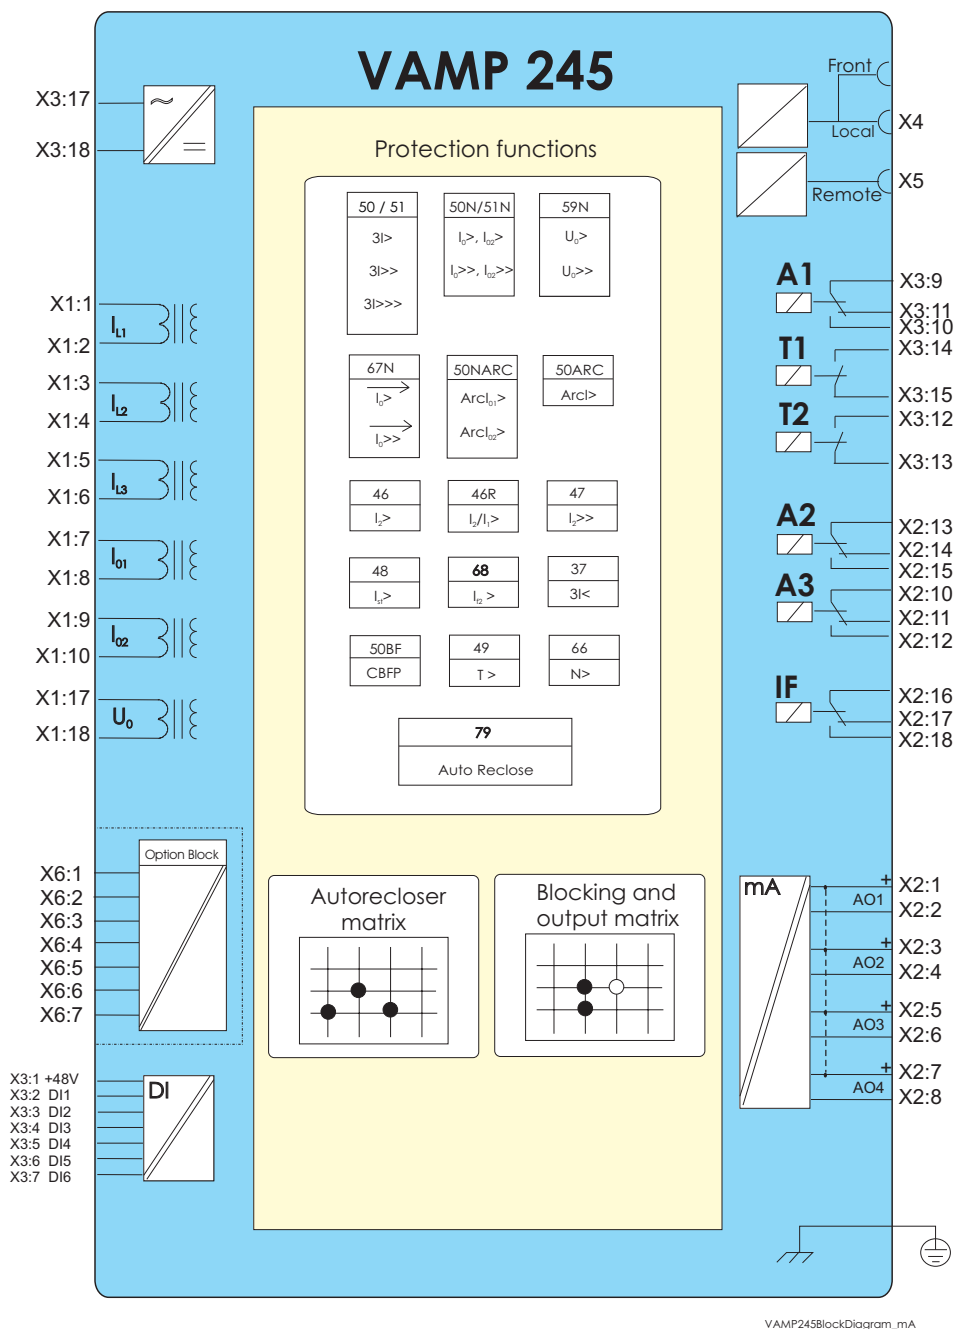 VAMP 245
X3:17
X3:18
Front
Local
X4
Remote
X5
Protection functions
50 / 51
3I>
3I>>
3I>>>
50N/51N
I₀>, I₀₂>
I₀>>, I₀₂>>
59N
U₀>
U₀>>
67N
I₀>
I₀>>
50NARC
ArcI₀₁>
ArcI₀₂>
50ARC
ArcI>
46
I₂>
46R
I₂/I₁>
47
I₂>>
48
Iₛₜ>
68
I_f2 >
37
3I<
50BF
CBFP
49
T >
66
N>
79
Auto Reclose
X1:1
X1:2
I_L1
X1:3
X1:4
I_L2
X1:5
X1:6
I_L3
X1:7
X1:8
I₀₁
X1:9
X1:10
I₀₂
X1:17
X1:18
U₀
A1
X3:9
X3:11
X3:10
T1
X3:14
X3:15
T2
X3:12
X3:13
A2
X2:13
X2:14
X2:15
A3
X2:10
X2:11
X2:12
IF
X2:16
X2:17
X2:18
Option Block
X6:1
X6:2
X6:3
X6:4
X6:5
X6:6
X6:7
Autorecloser
matrix
Blocking and
output matrix
mA
+ X2:1
AO1
X2:2
+ X2:3
AO2
X2:4
+ X2:5
AO3
X2:6
+ X2:7
AO4
X2:8
DI
X3:1 +48V
X3:2 DI1
X3:3 DI2
X3:4 DI3
X3:5 DI4
X3:6 DI5
X3:7 DI6
VAMP245BlockDiagram_mA